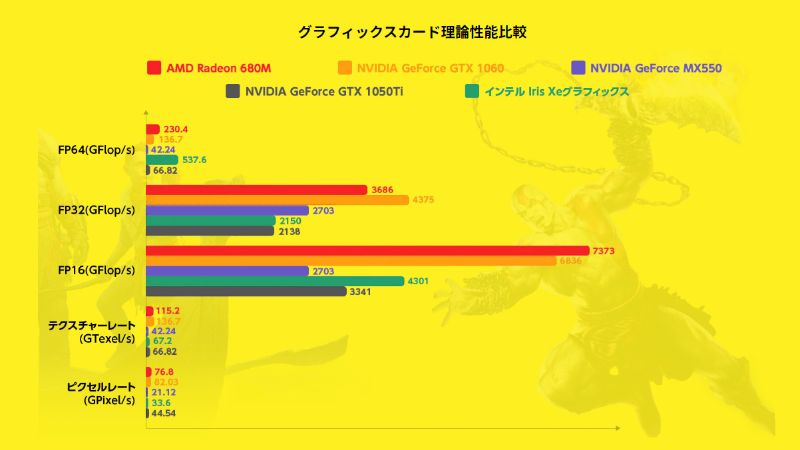 グラフィックスカード理論性能比較
AMD Radeon 680M
NVIDIA GeForce GTX 1060
NVIDIA GeForce MX550
NVIDIA GeForce GTX 1050Ti
インテル Iris Xeグラフィックス
FP64(GFlop/s)
230.4
136.7
42.24
537.6
66.82
FP32(GFlop/s)
3686
4375
2703
2150
2138
FP16(GFlop/s)
7373
6836
2703
4301
3341
テクスチャーレート
(GTexel/s)
115.2
136.7
42.24
67.2
66.82
ピクセルレート
(GPixel/s)
76.8
82.03
21.12
33.6
44.54